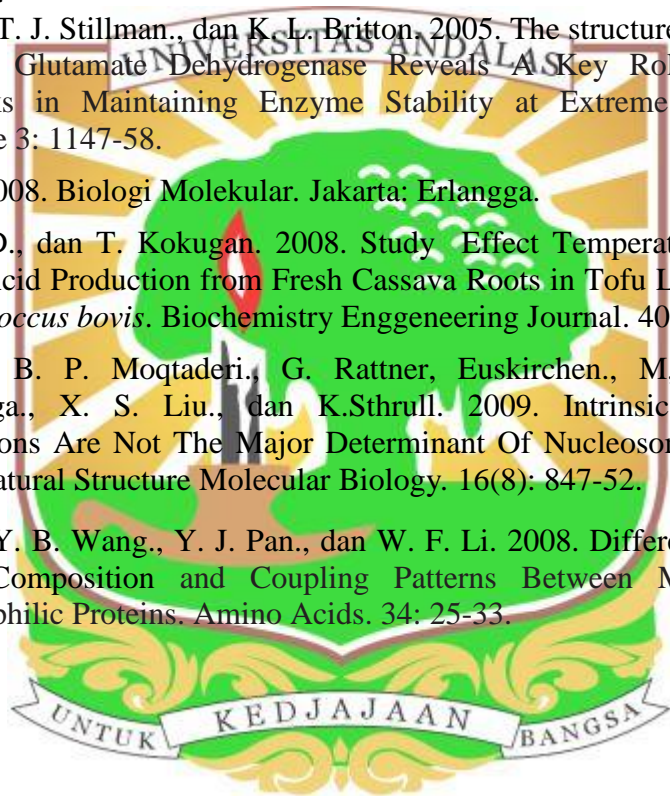 T. J. Stillman., dan K. L. Britton. 2005. The structure
UNIVERSITAS ANDALAS
Glutamate Dehydrogenase Reveals A Key Rol
s in Maintaining Enzyme Stability at Extreme
e 3: 1147-58.
008. Biologi Molekular. Jakarta: Erlangga.
D., dan T. Kokugan. 2008. Study Effect Temperat
cid Production from Fresh Cassava Roots in Tofu L
occus bovis. Biochemistry Enggeneering Journal. 40
B. P. Moqtaderi., G. Rattner, Euskirchen., M.
ga., X. S. Liu., dan K.Sthrull. 2009. Intrinsic
ons Are Not The Major Determinant Of Nucleosor
atural Structure Molecular Biology. 16(8): 847-52.
Y. B. Wang., Y. J. Pan., dan W. F. Li. 2008. Differe
Composition and Coupling Patterns Between M
philic Proteins. Amino Acids. 34: 25-33.
UNTUK KEDJAJAAN BANGSA